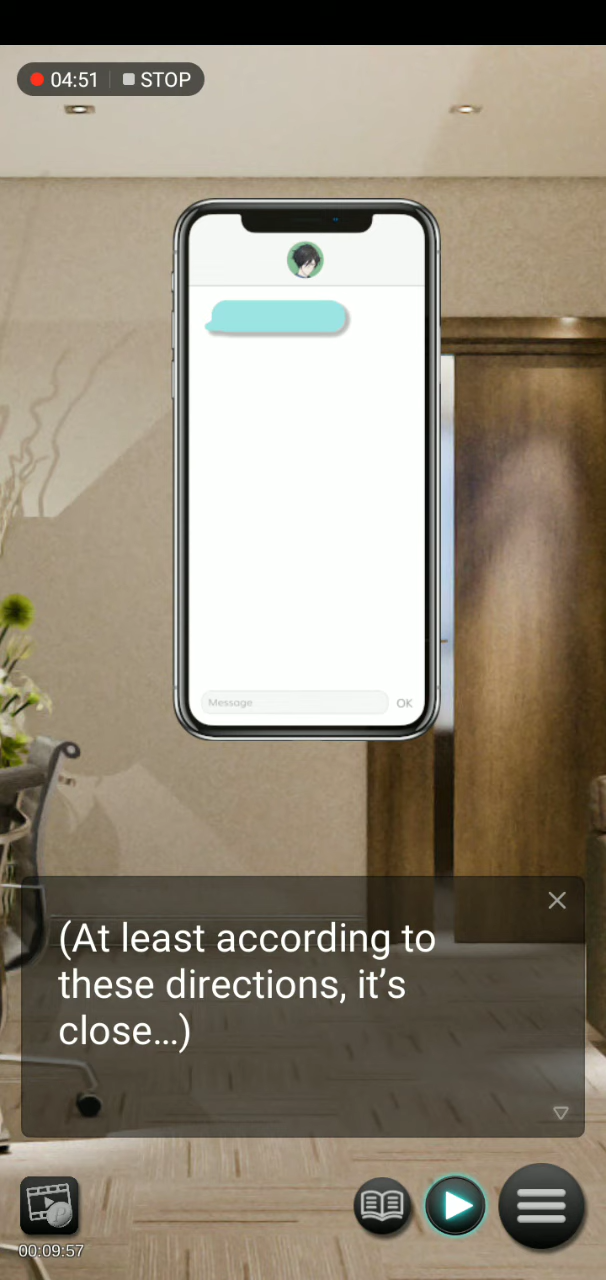 04:51 STOP
Message OK
(At least according to
these directions, it’s
close…)
00:09:57